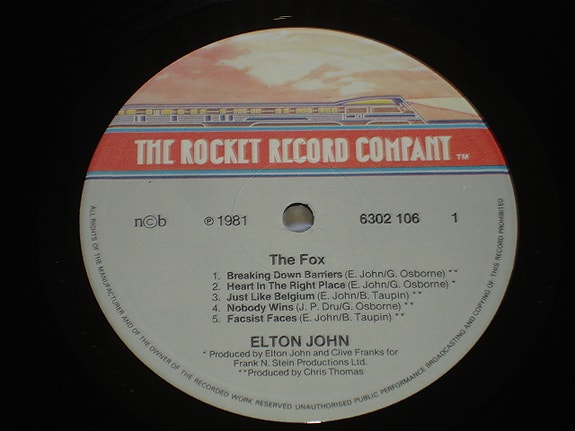 THE ROCKET RECORD COMPANY ™
n©b ℗ 1981 6302 106 1
The Fox
1. Breaking Down Barriers (E. John/G. Osborne) **
2. Heart In The Right Place (E. John/G. Osborne) *
3. Just Like Belgium (E. John/B. Taupin) **
4. Nobody Wins (J. P. Dru/G. Osborne) **
5. Facsist Faces (E. John/B. Taupin) **
ELTON JOHN
* Produced by Elton John and Clive Franks for
Frank N. Stein Productions Ltd.
**Produced by Chris Thomas
ALL RIGHTS OF THE MANUFACTURER AND OF THE OWNER OF THE RECORDED WORK RESERVED UNAUTHORISED PUBLIC PERFORMANCE BROADCASTING AND COPYING OF THIS RECORD PROHIBITED